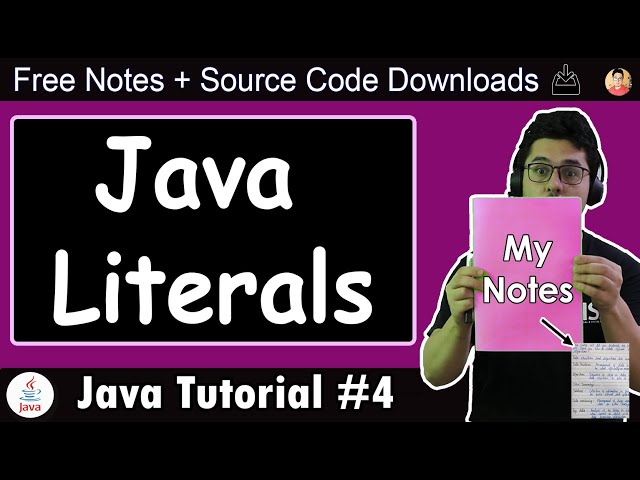 Free Notes + Source Code Downloads
Java
Literals
My
Notes
Java
Java Tutorial #4